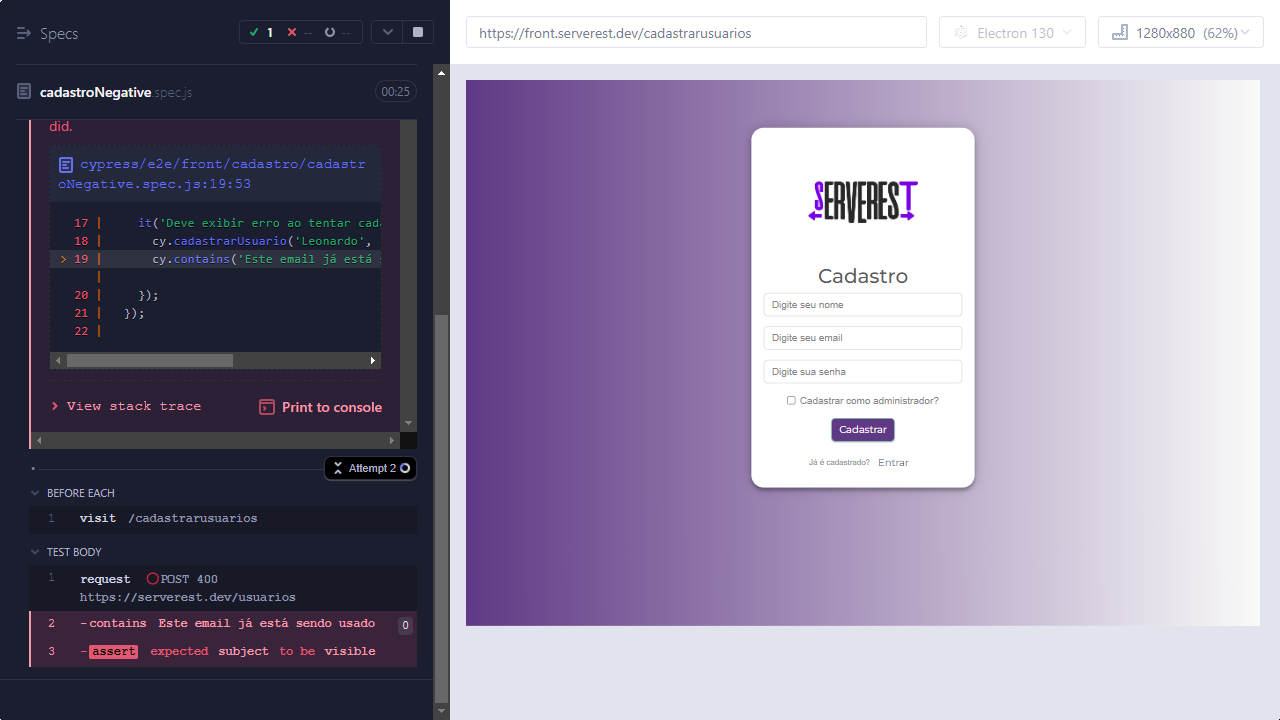 Specs
1
--
--
https://front.serverest.dev/cadastrarusuarios
Electron 130
1280x880 (62%)
cadastroNegative.spec.js
00:25
did.
cypress/e2e/front/cadastro/cadastr
oNegative.spec.js:19:53
17 |     it('Deve exibir erro ao tentar cada
18 |       cy.cadastrarUsuario('Leonardo',
> 19 |       cy.contains('Este email já está
|
20 |     });
21 |   });
22 |
View stack trace
Print to console
Attempt 2
BEFORE EACH
1 visit /cadastrarusuarios
TEST BODY
1 request POST 400
https://serverest.dev/usuarios
2 -contains Este email já está sendo usado 0
3 -assert expected subject to be visible
SERVEREST
Cadastro
Digite seu nome
Digite seu email
Digite sua senha
Cadastrar como administrador?
Cadastrar
Já é cadastrado? Entrar